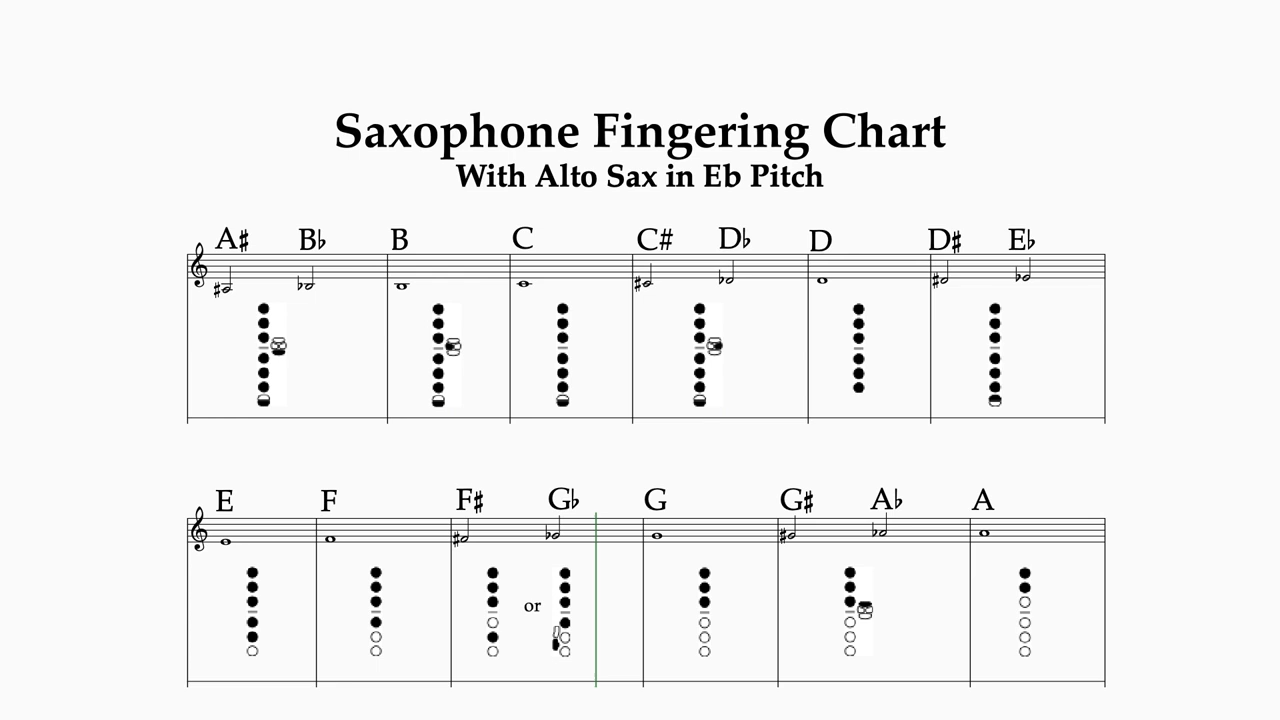 Saxophone Fingering Chart
With Alto Sax in Eb Pitch
A♯ B♭ B C C# D♭ D D♯ E♭
E F F♯ G♭ G G♯ A♭ A
or